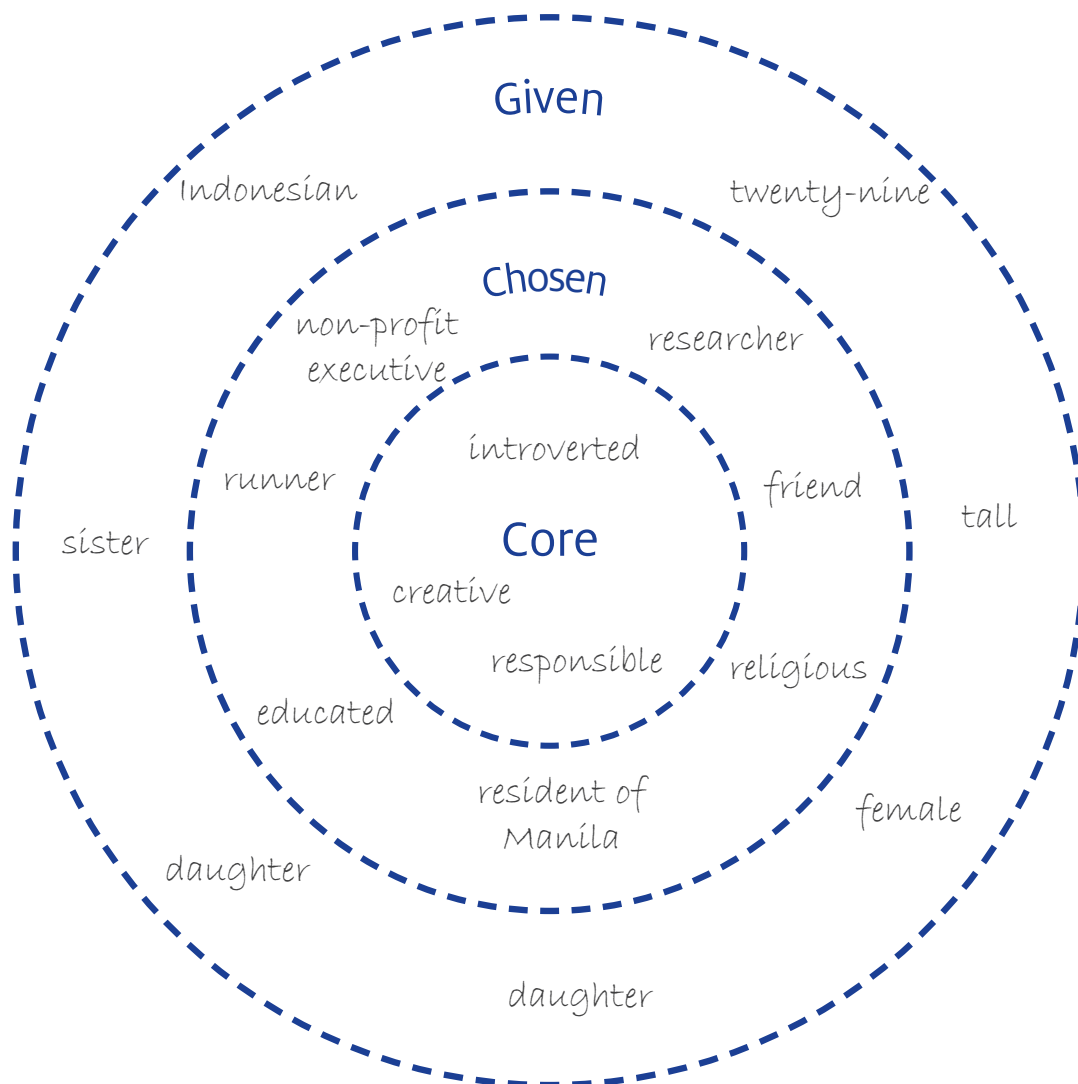 Given
Indonesian
twenty-nine
Chosen
non-profit
executive
researcher
introverted
runner
friend
tall
sister
Core
creative
responsible
religious
educated
resident of
Manila
female
daughter
daughter